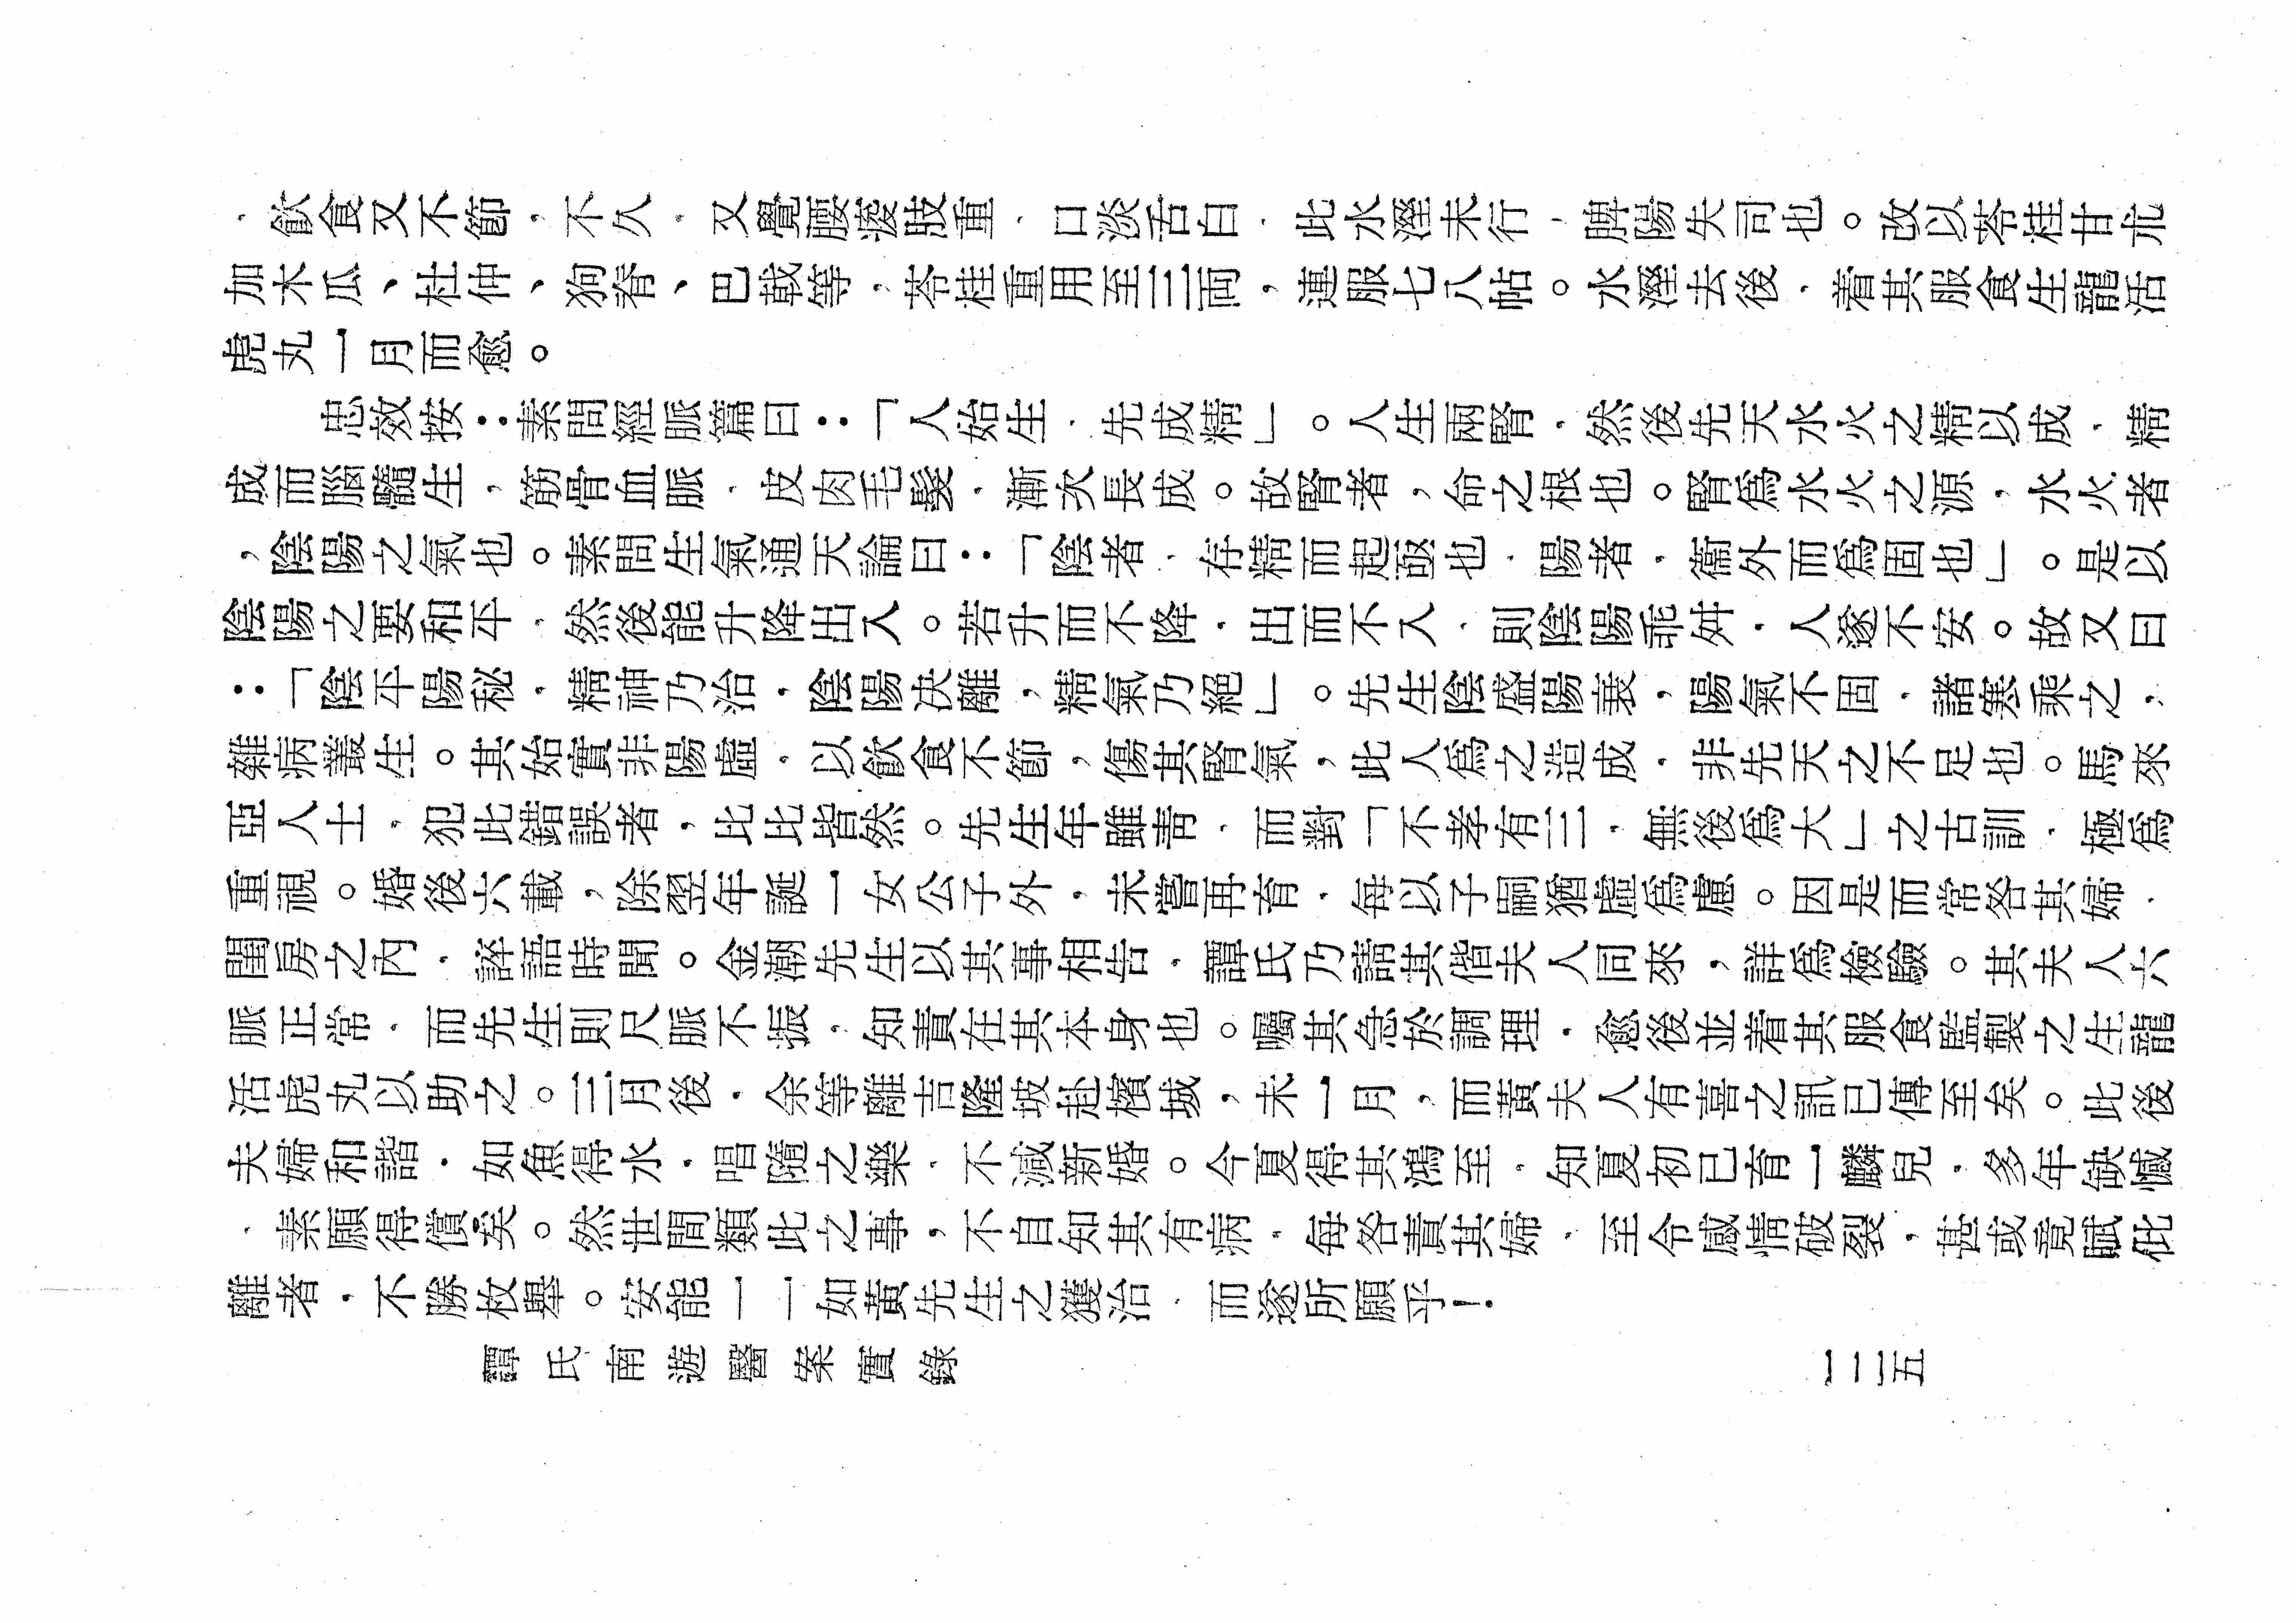 ，飲食又不節，不久，又覺腰痠肢重，口淡舌白，此水溼未行，脾陽失司也。改以苓桂甘朮
加木瓜、杜仲、狗脊、巴戟等，苓桂重用至三両，連服七八帖。水溼去後，着其服食生龍活
虎丸一月而愈。
忠效按：素問經脈篇曰：「人始生，先成精」。人生兩腎，然後先天水火之精以成，精
成而腦髓生，筋骨血脈，皮肉毛髮，漸次長成。故腎者，命之根也。腎爲水火之源，水火者
，陰陽之氣也。素問生氣通天論曰：「陰者，存精而起亟也，陽者，衞外而爲固也」。是以
陰陽之要和平，然後能升降出入。若升而不降，出而不入，則陰陽乖舛，人遂不安。故又曰
：「陰平陽秘，精神乃治，陰陽决離，精氣乃絕」。先生陰盛陽衰，陽氣不固，諸寒乘之，
雜病叢生。其始實非陽虛，以飲食不節，傷其腎氣，此人爲之造成，非先天之不足也。馬來
亞人士，犯此錯誤者，比比皆然。先生年雖靑，而對「不孝有三，無後爲大」之古訓，極爲
重視。婚後六載，除翌年誕一女公子外，未嘗再育，每以子嗣猶虛爲慮。因是而常咎其婦，
閨房之內，誶語時聞。金潮先生以其事相告，譚氏乃請其偕夫人同來，詳爲檢驗。其夫人六
脈正常，而先生則尺脈不振，知責在其本身也。囑其急於調理，愈後並着其服食監製之生龍
活虎丸以助之。三月後，余等離吉隆坡赴檳城，未一月，而黃夫人有喜之訊已傳至矣。此後
夫婦和諧，如魚得水，唱隨之樂，不減新婚。今夏得其鴻至，知夏初已育一麟兒，多年缺憾
，素願得償矣。然世間類此之事，不自知其有病，每咎責其婦，至令感情破裂，甚或竟賦仳
離者，不勝枚舉。安能一一如黃先生之獲治，而遂所願乎！
譚氏南遊醫案實錄
一二五